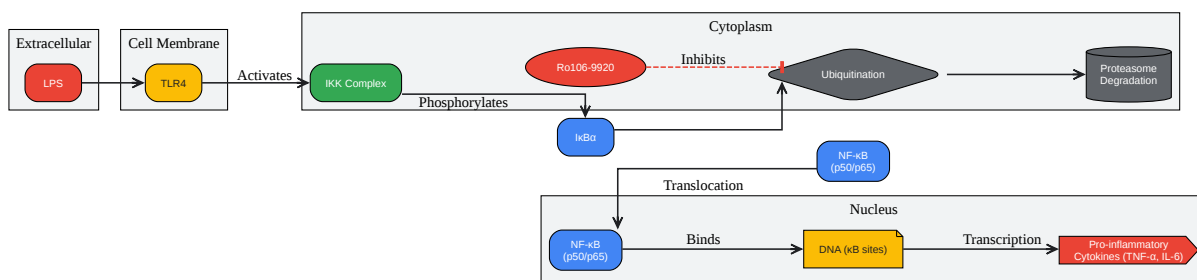 Cytoplasm
Extracellular
Cell Membrane
LPS
TLR4
Activates
IKK Complex
Ro106-9920
Inhibits
Ubiquitination
Proteasome
Degradation
Phosphorylates
IκBα
NF-κB
(p50/p65)
Translocation
Nucleus
NF-κB
(p50/p65)
Binds
DNA (κB sites)
Transcription
Pro-inflammatory
Cytokines (TNF-α, IL-6)